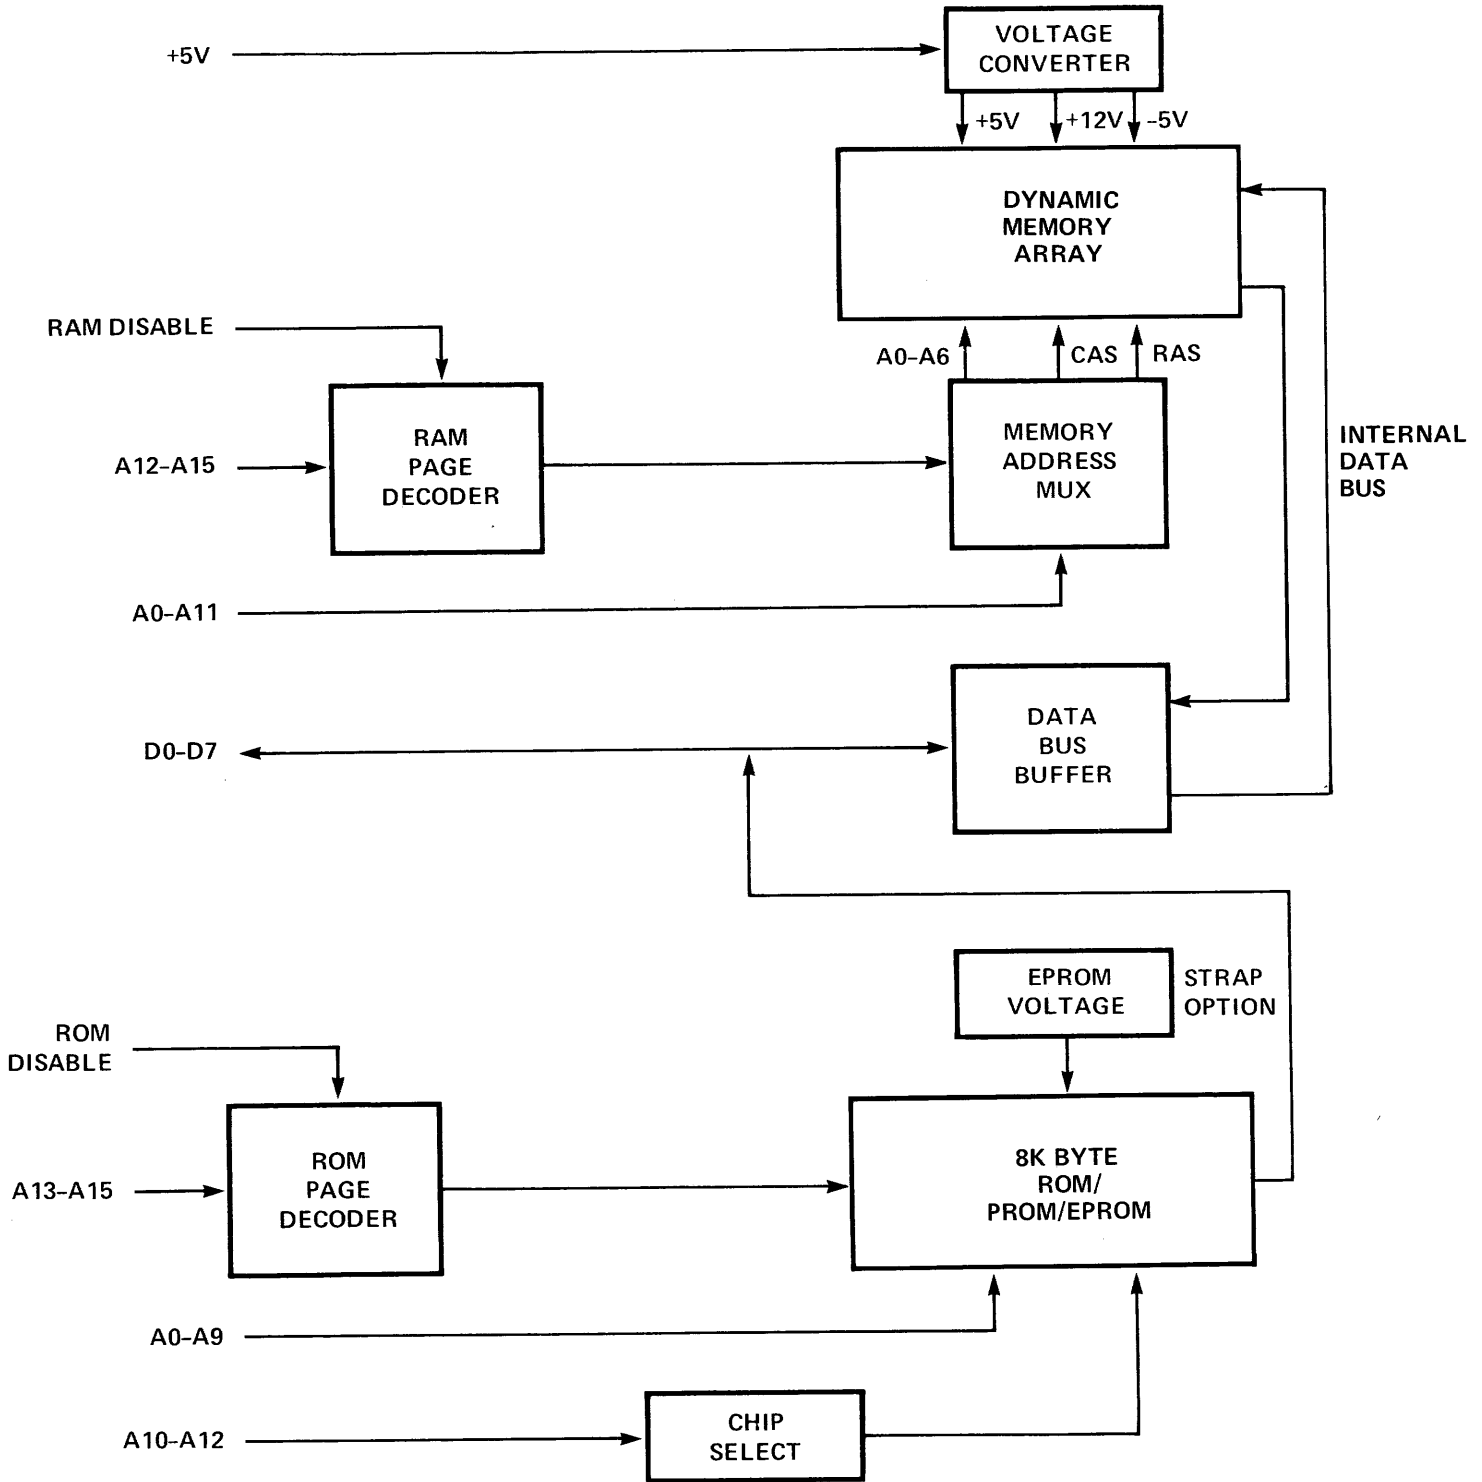 +5V
VOLTAGE
CONVERTER
+5V
+12V
-5V
DYNAMIC
MEMORY
ARRAY
RAM DISABLE
A0-A6
CAS
RAS
RAM
PAGE
DECODER
A12-A15
MEMORY
ADDRESS
MUX
INTERNAL
DATA
BUS
A0-A11
D0-D7
DATA
BUS
BUFFER
EPROM
VOLTAGE
STRAP
OPTION
ROM
DISABLE
A13-A15
ROM
PAGE
DECODER
8K BYTE
ROM/
PROM/EPROM
A0-A9
A10-A12
CHIP
SELECT